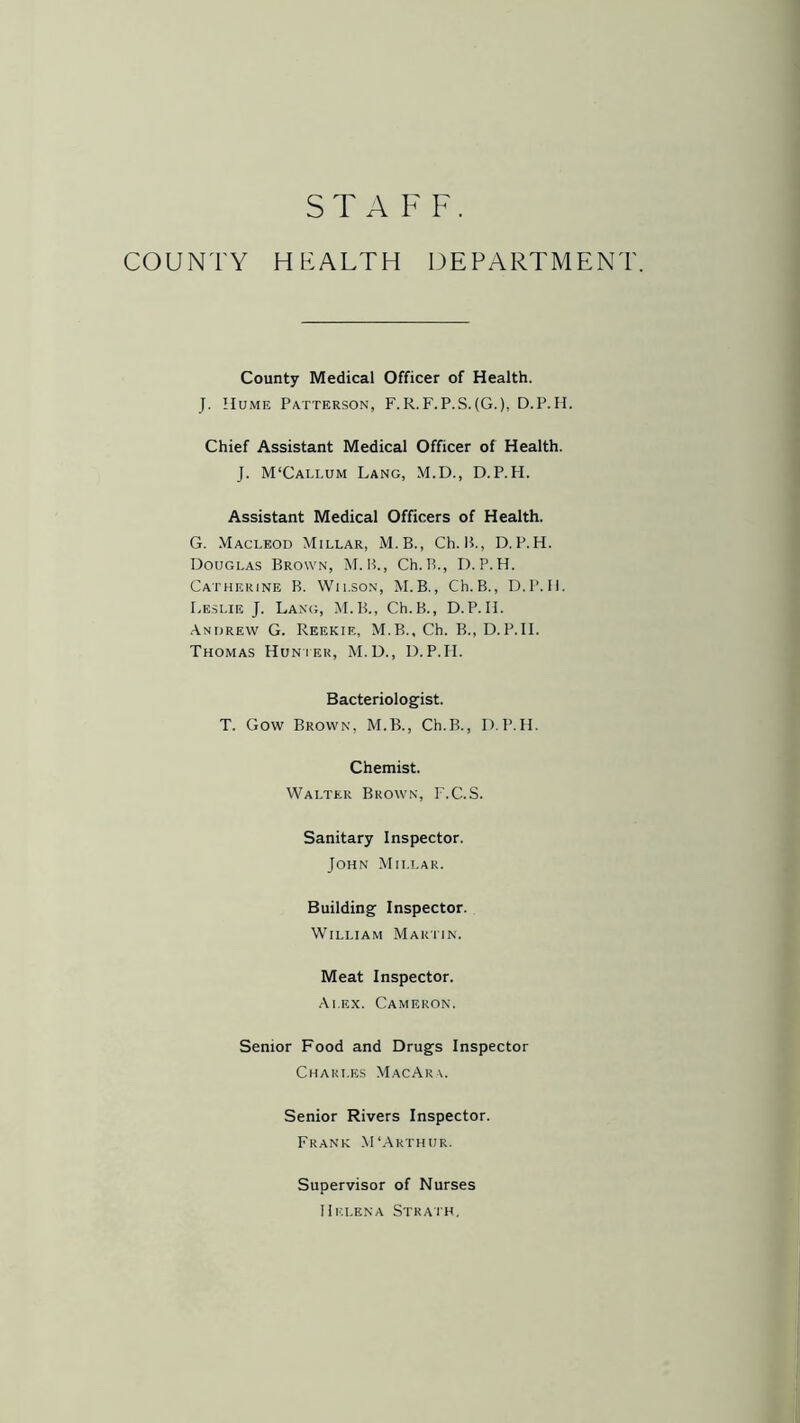 STAFF.
COUNTY HEALTH DEPARTMENT.
County Medical Officer of Health.
J. HUME PATTERSON, F.R.F.P.S.(G.), D.P.H.
Chief Assistant Medical Officer of Health.
J. M‘CALLUM LANG, M.D., D.P.H.
Assistant Medical Officers of Health.
G. MACLEOD MILLAR, M.B., Ch.B., D.P.H.
DOUGLAS BROWN, M.B., Ch.B., D.P.H.
CATHERINE B. WILSON, M.B., Ch.B., D.P.H.
LESLIE J. LANG, M.B., Ch.B., D.P.H.
ANDREW G. REEKIE, M.B., Ch. B., D.P.H.
THOMAS HUNTER, M.D., D.P.H.
Bacteriologist.
T. GOW BROWN, M.B., Ch.B., D.P.H.
Chemist.
WALTER BROWN, F.C.S.
Sanitary Inspector.
JOHN MILLAR.
Building Inspector.
WILLIAM MARTIN.
Meat Inspector.
ALEX. CAMERON.
Senior Food and Drugs Inspector
CHARLES MACARA.
Senior Rivers Inspector.
FRANK M‘ARTHUR.
Supervisor of Nurses
HELENA STRATH.